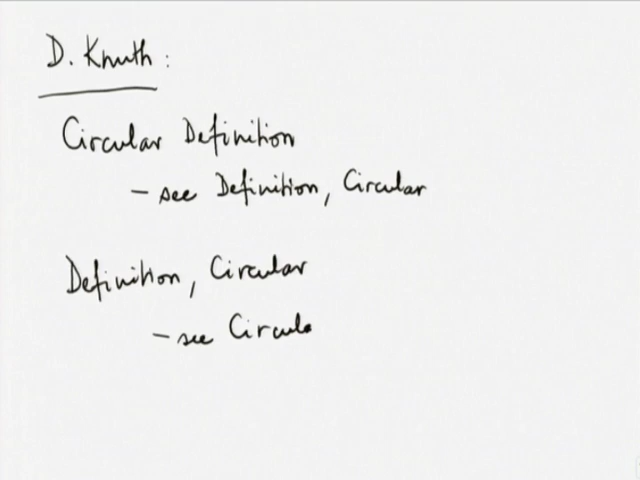 D. Knuth:
Circular Definition
- see Definition, Circular
Definition, Circular
- see Circula